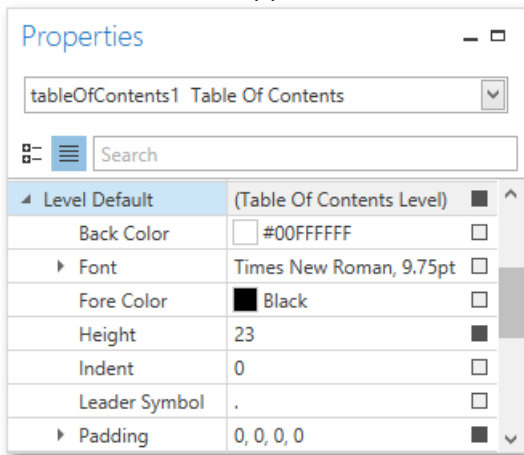 Properties
tableOfContents1 Table Of Contents
Search
Level Default (Table Of Contents Level)
Back Color #00FFFFFF
Font Times New Roman, 9.75pt
Fore Color Black
Height 23
Indent 0
Leader Symbol .
Padding 0, 0, 0, 0